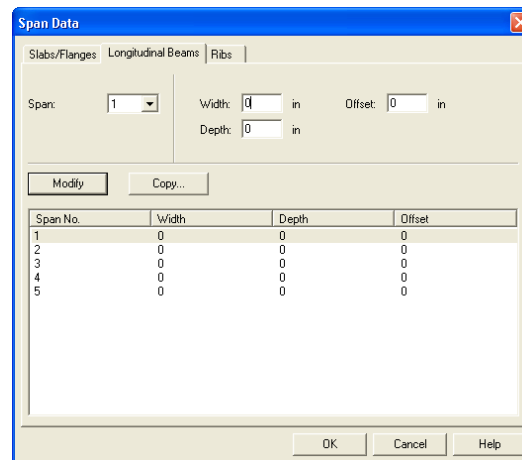 Span Data
Slabs/Flanges Longitudinal Beams Ribs
Span: 1 Width: 0 in Offset: 0 in
Depth: 0 in
Modify Copy...
Span No. Width Depth Offset
1 0 0 0
2 0 0 0
3 0 0 0
4 0 0 0
5 0 0 0
OK Cancel Help